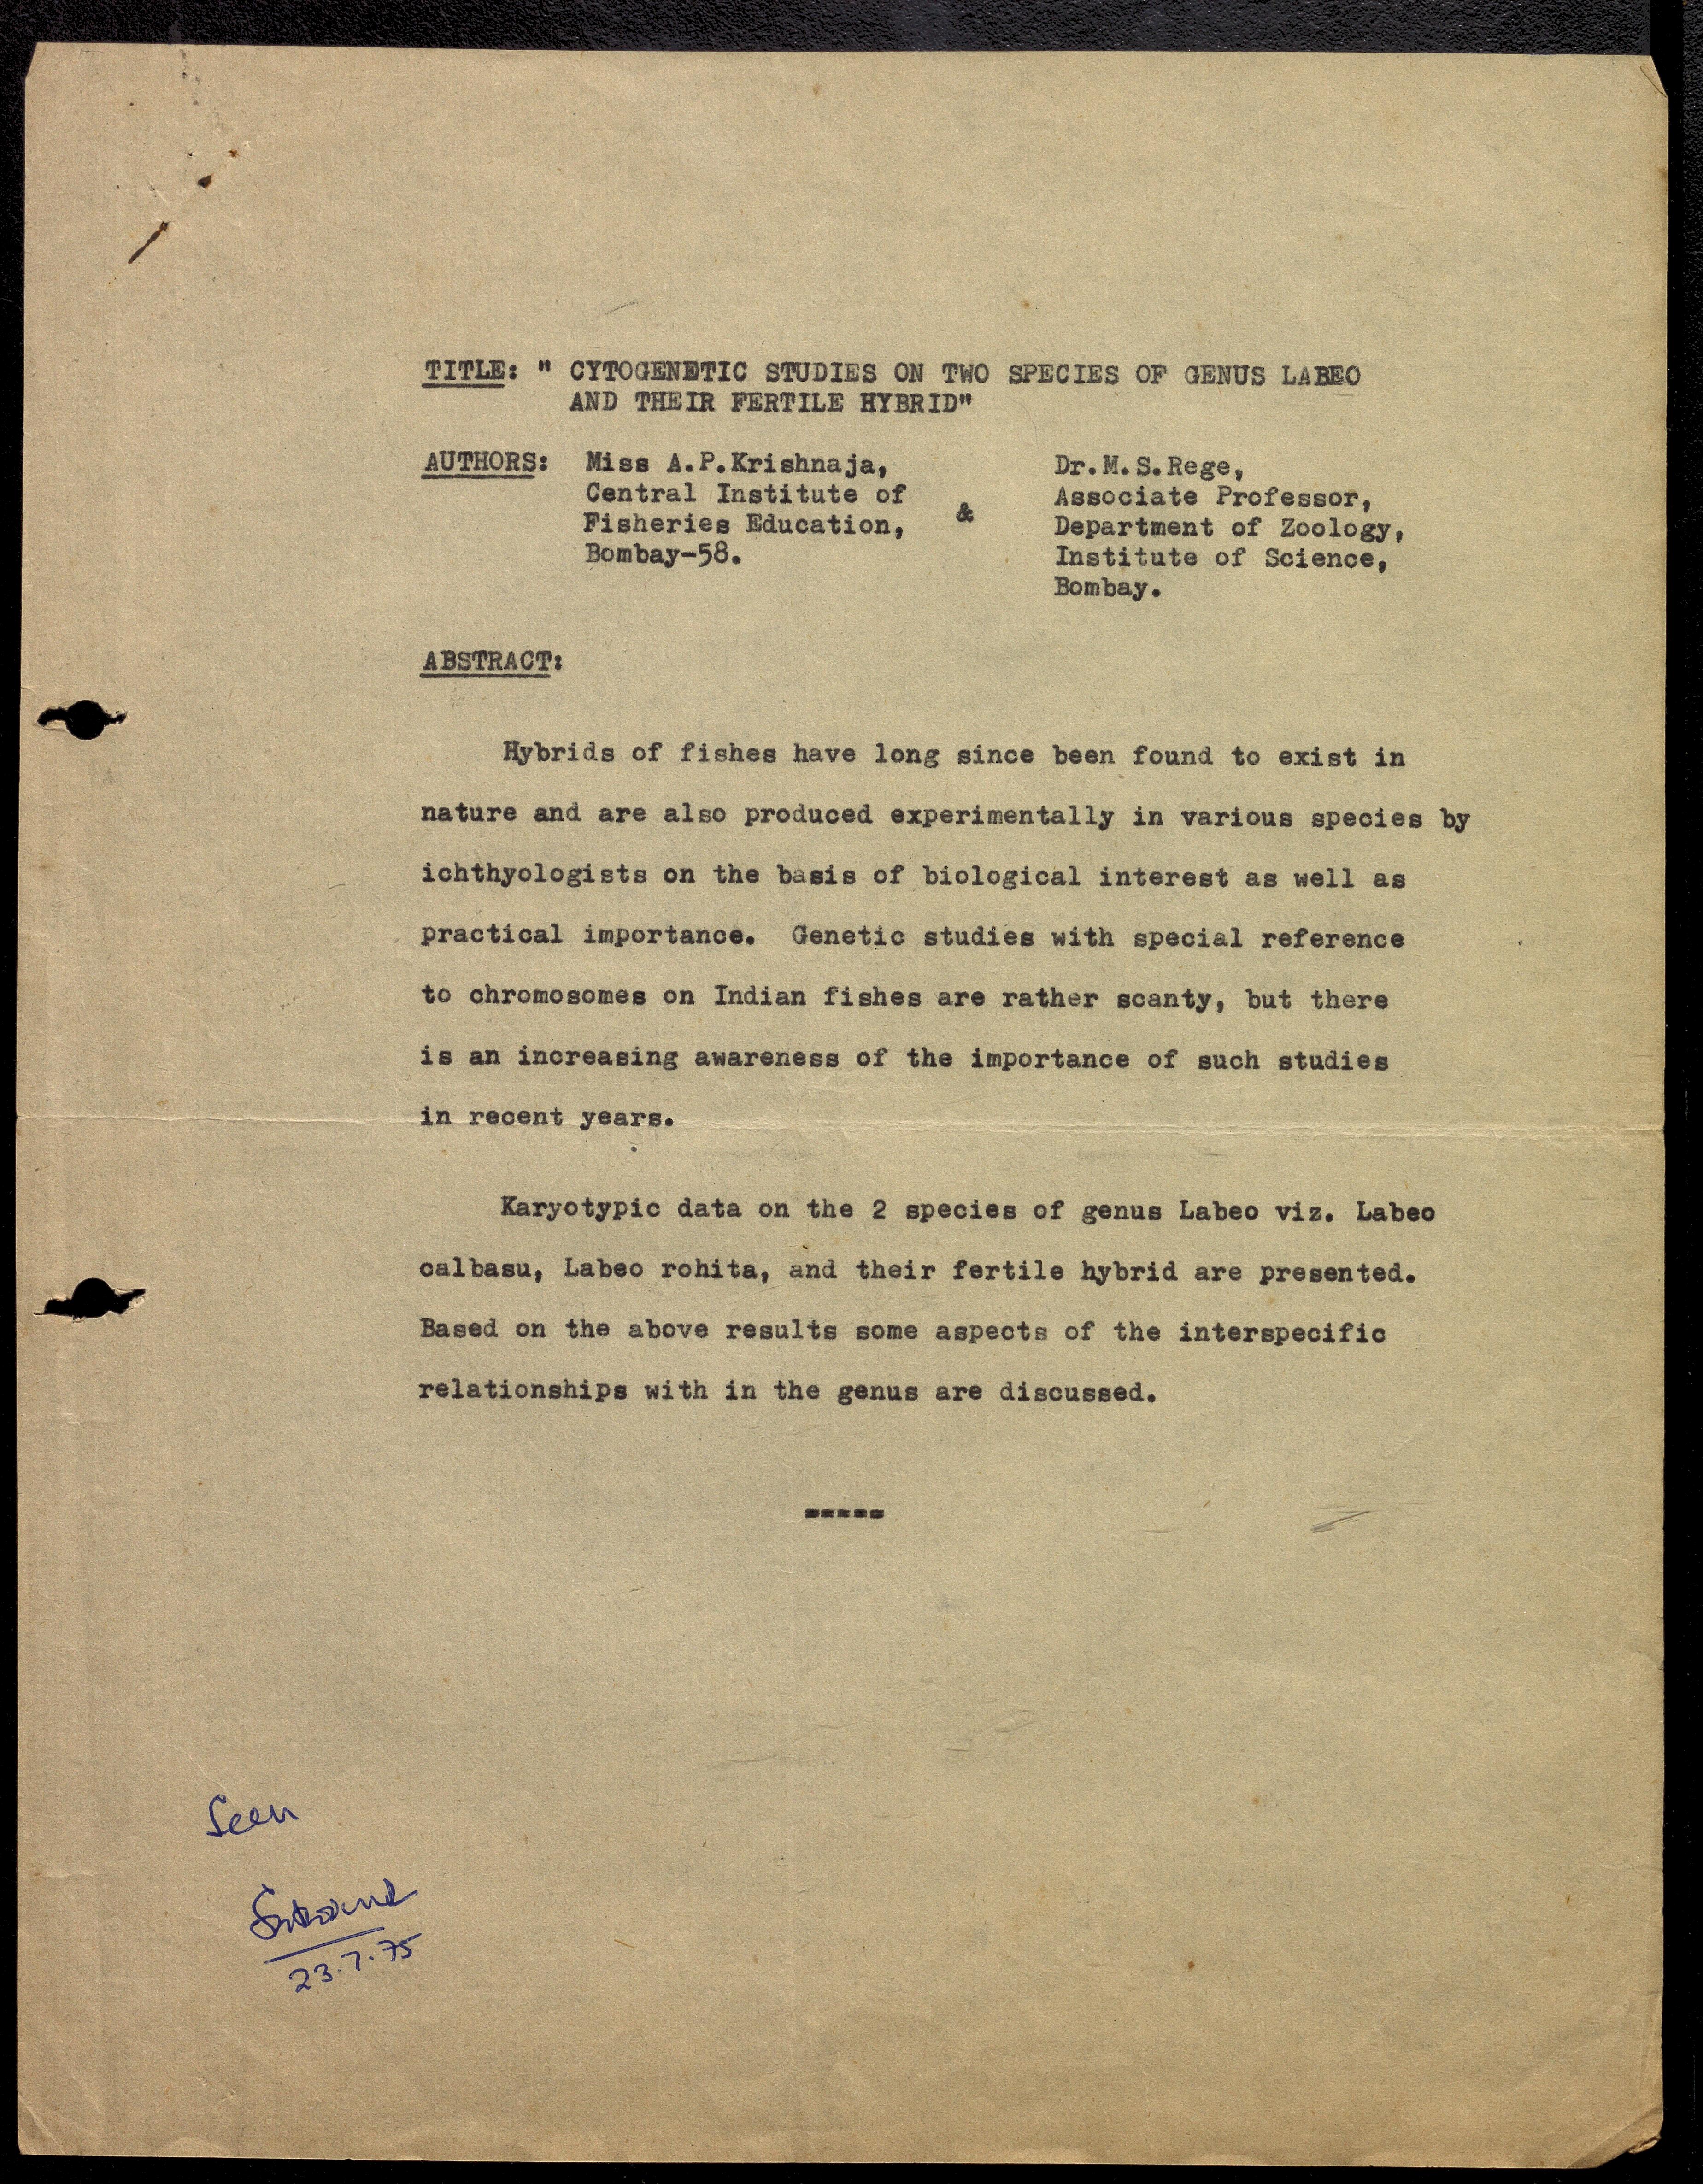 TITLE: " CYTOGENETIC STUDIES ON TWO SPECIES OF GENUS LABEO
AND THEIR FERTILE HYBRID"
AUTHORS: Miss A.P.Krishnaja,
Central Institute of
Fisheries Education,
Bombay-58.
&
Dr.M.S.Rege,
Associate Professor,
Department of Zoology,
Institute of Science,
Bombay.
ABSTRACT:
Hybrids of fishes have long since been found to exist in
nature and are also produced experimentally in various species by
ichthyologists on the basis of biological interest as well as
practical importance. Genetic studies with special reference
to chromosomes on Indian fishes are rather scanty, but there
is an increasing awareness of the importance of such studies
in recent years.
Karyotypic data on the 2 species of genus Labeo viz. Labeo
calbasu, Labeo rohita, and their fertile hybrid are presented.
Based on the above results some aspects of the interspecific
relationships with in the genus are discussed.
=====
Seen
23.7.75